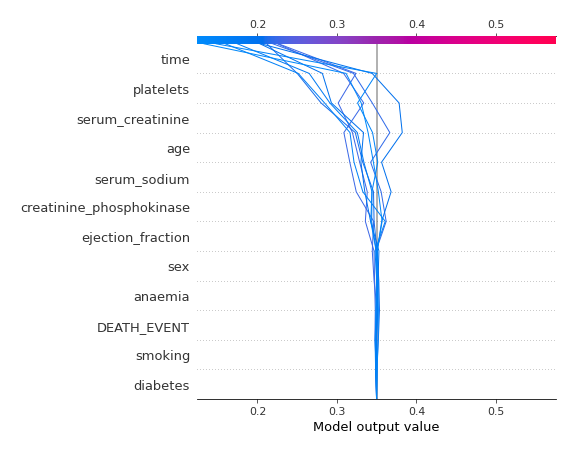 0.2 0.3 0.4 0.5
time
platelets
serum_creatinine
age
serum_sodium
creatinine_phosphokinase
ejection_fraction
sex
anaemia
DEATH_EVENT
smoking
diabetes
0.2 0.3 0.4 0.5
Model output value